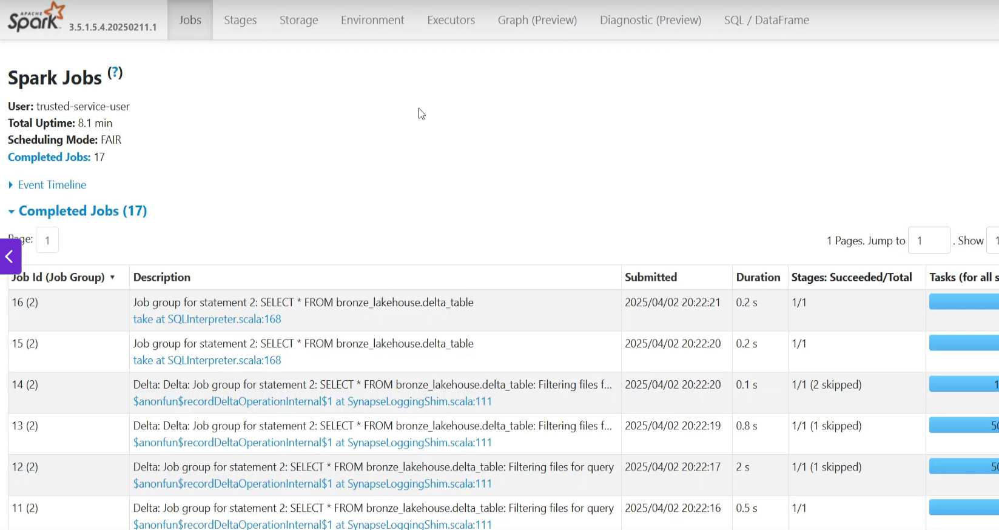 APACHE
Spark 3.5.1.5.4.20250211.1 Jobs Stages Storage Environment Executors Graph (Preview) Diagnostic (Preview) SQL / DataFrame
Spark Jobs (?)
User: trusted-service-user
Total Uptime: 8.1 min
Scheduling Mode: FAIR
Completed Jobs: 17
Event Timeline
Completed Jobs (17)
Page: 1 1 Pages. Jump to 1 . Show 1
Job Id (Job Group) ▾ Description Submitted Duration Stages: Succeeded/Total Tasks (for all s
16 (2) Job group for statement 2: SELECT * FROM bronze_lakehouse.delta_table 2025/04/02 20:22:21 0.2 s 1/1
take at SQLInterpreter.scala:168
15 (2) Job group for statement 2: SELECT * FROM bronze_lakehouse.delta_table 2025/04/02 20:22:20 0.2 s 1/1
take at SQLInterpreter.scala:168
14 (2) Delta: Delta: Job group for statement 2: SELECT * FROM bronze_lakehouse.delta_table: Filtering files f... 2025/04/02 20:22:20 0.1 s 1/1 (2 skipped) 1
$anonfun$recordDeltaOperationInternal$1 at SynapseLoggingShim.scala:111
13 (2) Delta: Delta: Job group for statement 2: SELECT * FROM bronze_lakehouse.delta_table: Filtering files f... 2025/04/02 20:22:19 0.8 s 1/1 (1 skipped) 50
$anonfun$recordDeltaOperationInternal$1 at SynapseLoggingShim.scala:111
12 (2) Delta: Job group for statement 2: SELECT * FROM bronze_lakehouse.delta_table: Filtering files for query 2025/04/02 20:22:17 2 s 1/1 (1 skipped) 50
$anonfun$recordDeltaOperationInternal$1 at SynapseLoggingShim.scala:111
11 (2) Delta: Job group for statement 2: SELECT * FROM bronze_lakehouse.delta_table: Filtering files for query 2025/04/02 20:22:16 0.5 s 1/1
$anonfun$recordDeltaOperationInternal$1 at SynapseLoggingShim.scala:111